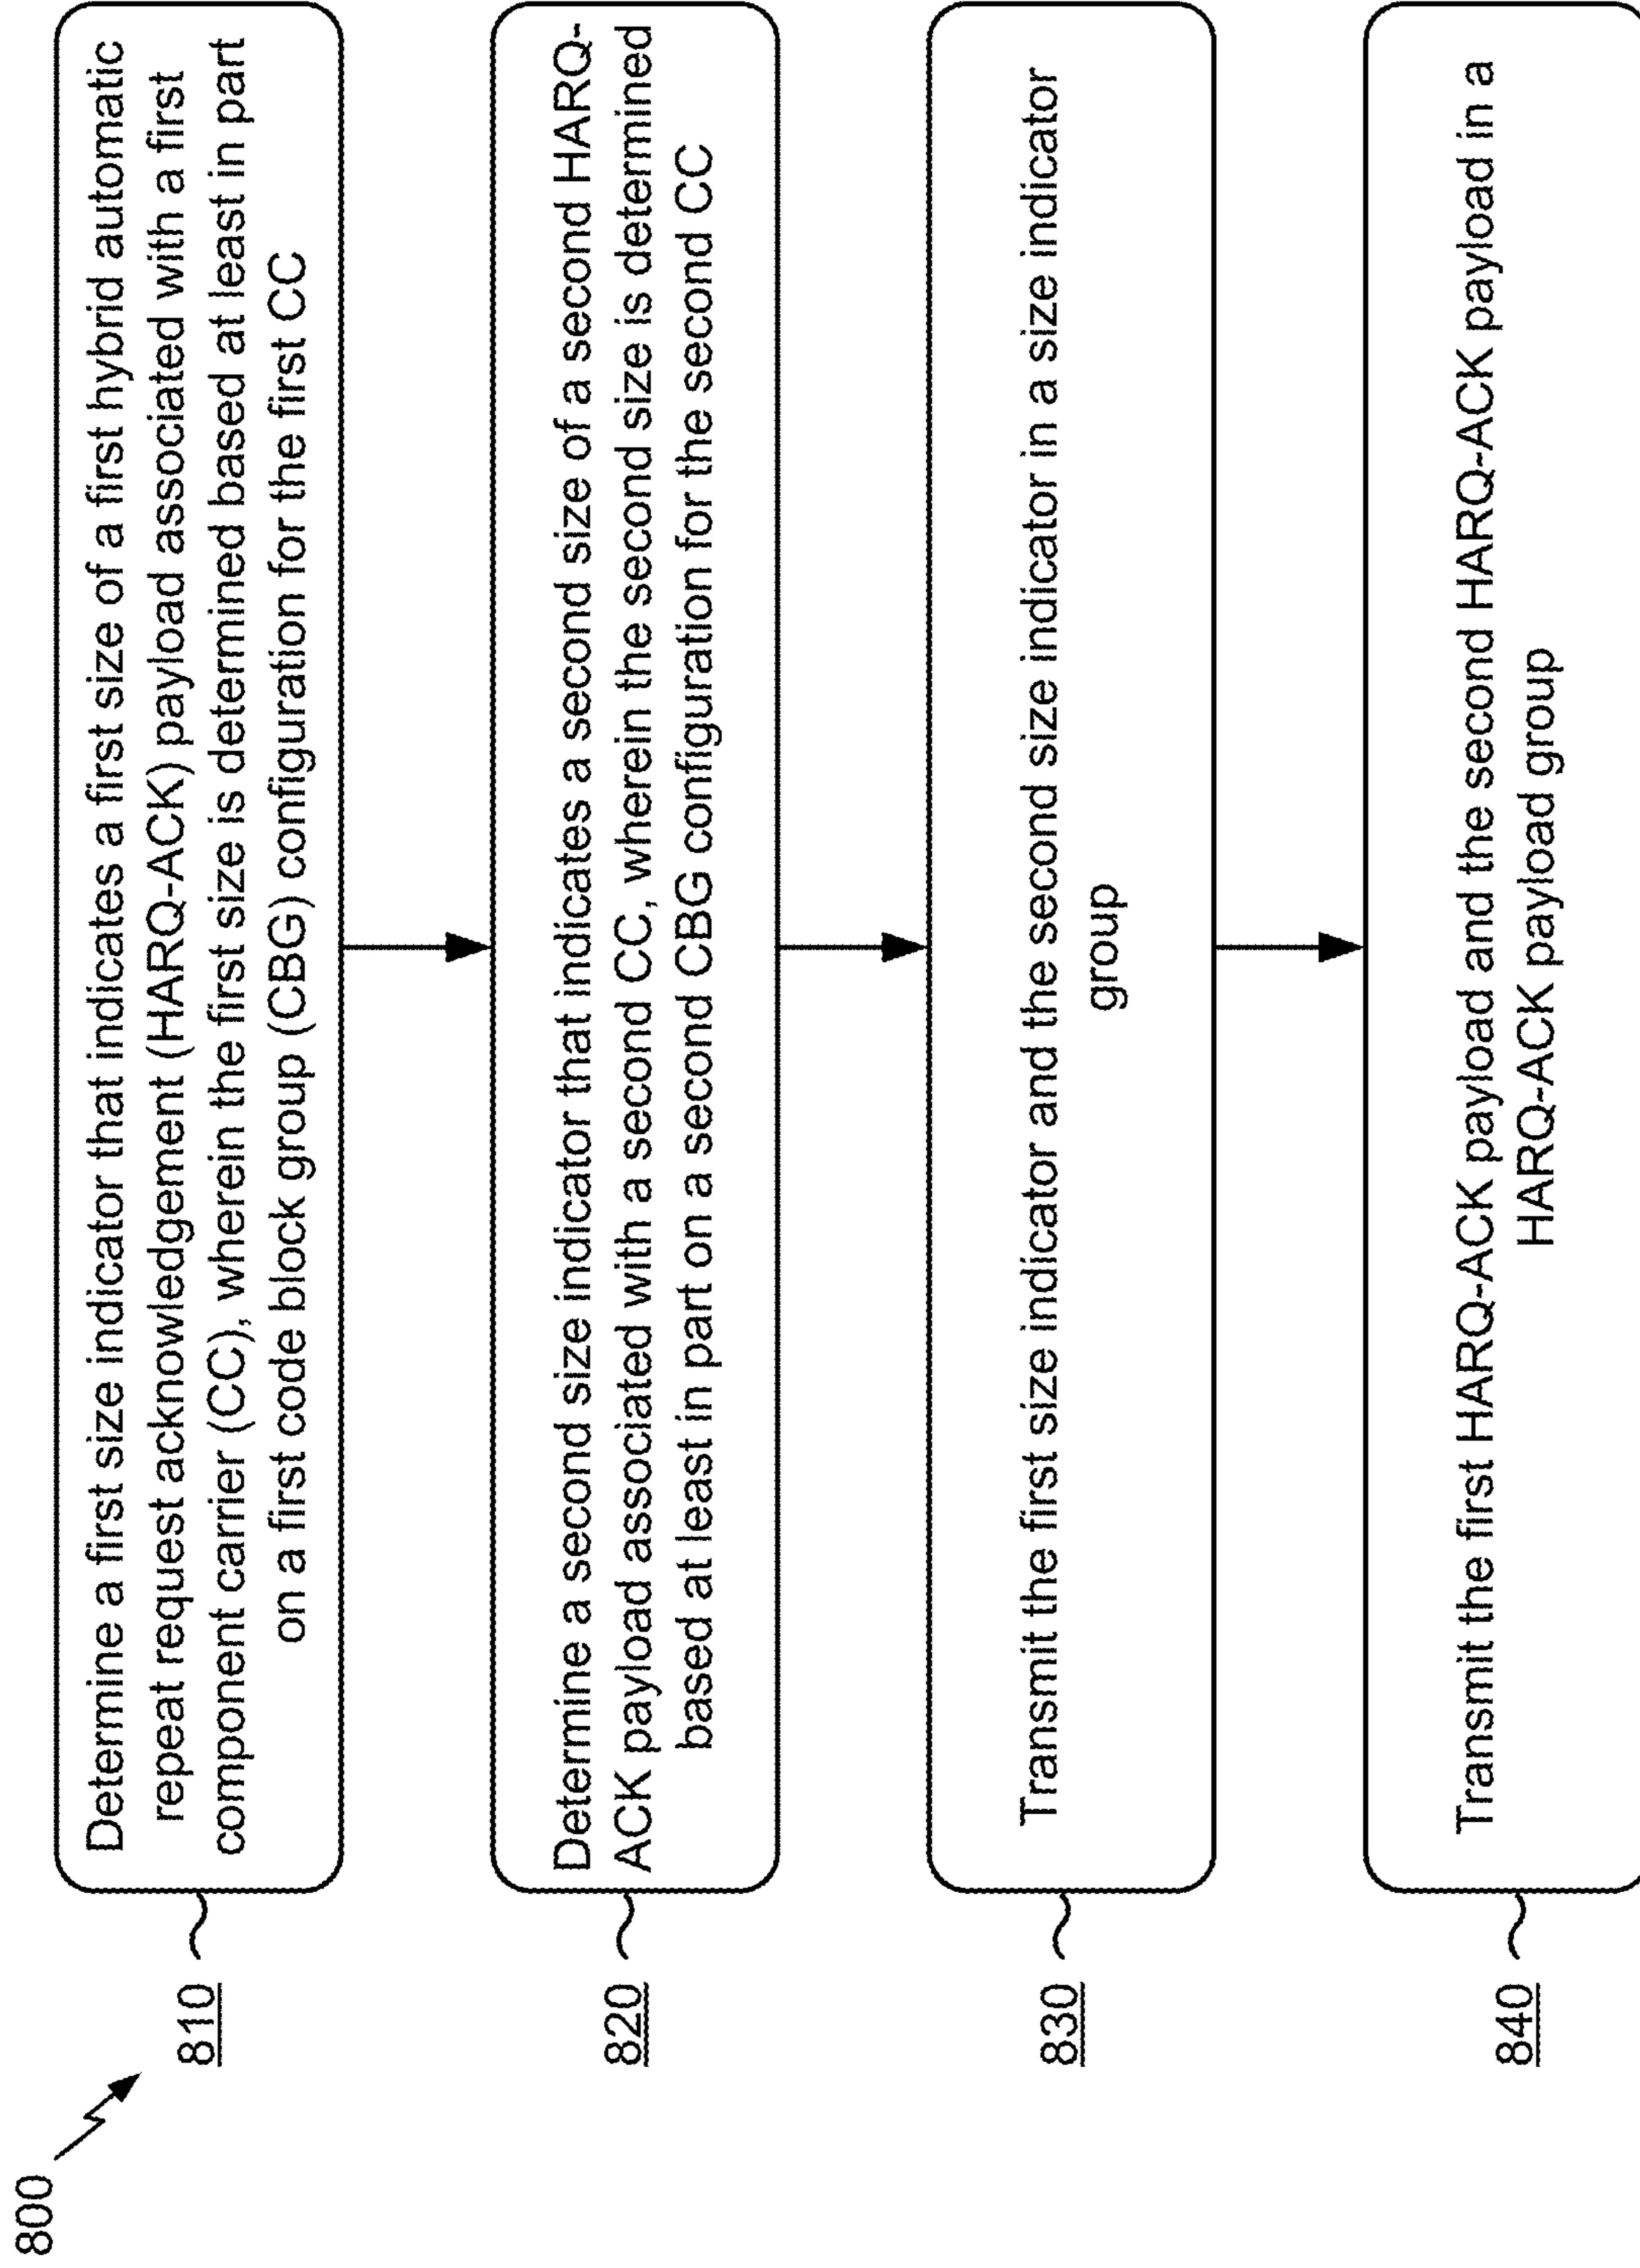 800
810
Determine a first size indicator that indicates a first size of a first hybrid automatic
repeat request acknowledgement (HARQ-ACK) payload associated with a first
component carrier (CC), wherein the first size is determined based at least in part
on a first code block group (CBG) configuration for the first CC
820
Determine a second size indicator that indicates a second size of a second HARQ-
ACK payload associated with a second CC, wherein the second size is determined
based at least in part on a second CBG configuration for the second CC
830
Transmit the first size indicator and the second size indicator in a size indicator
group
840
Transmit the first HARQ-ACK payload and the second HARQ-ACK payload in a
HARQ-ACK payload group